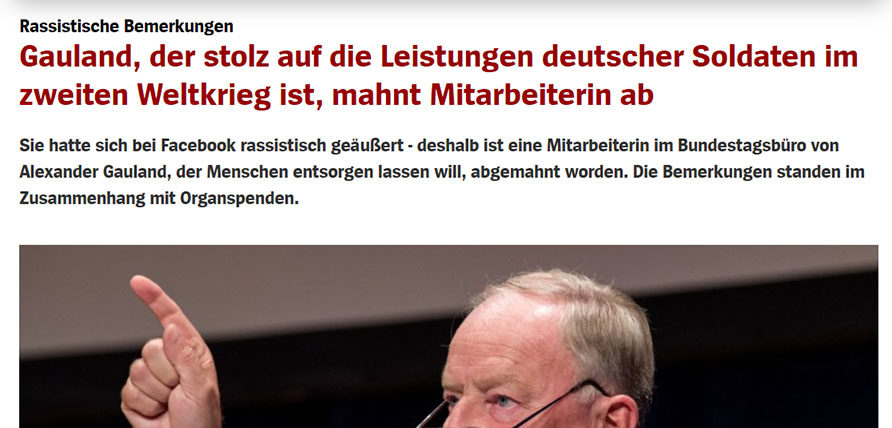 Rassistische Bemerkungen
Gauland, der stolz auf die Leistungen deutscher Soldaten im
zweiten Weltkrieg ist, mahnt Mitarbeiterin ab
Sie hatte sich bei Facebook rassistisch geäußert - deshalb ist eine Mitarbeiterin im Bundestagsbüro von
Alexander Gauland, der Menschen entsorgen lassen will, abgemahnt worden. Die Bemerkungen standen im
Zusammenhang mit Organspenden.